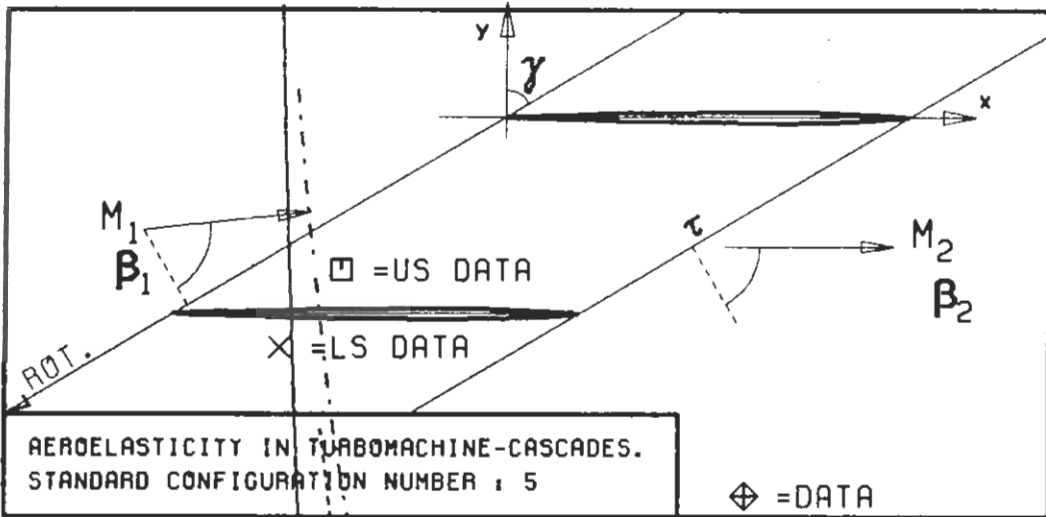 y
γ
x
M1
β1
τ
M2
β2
=US DATA
=LS DATA
ROT.
AEROELASTICITY IN TURBOMACHINE-CASCADES.
STANDARD CONFIGURATION NUMBER : 5
=DATA